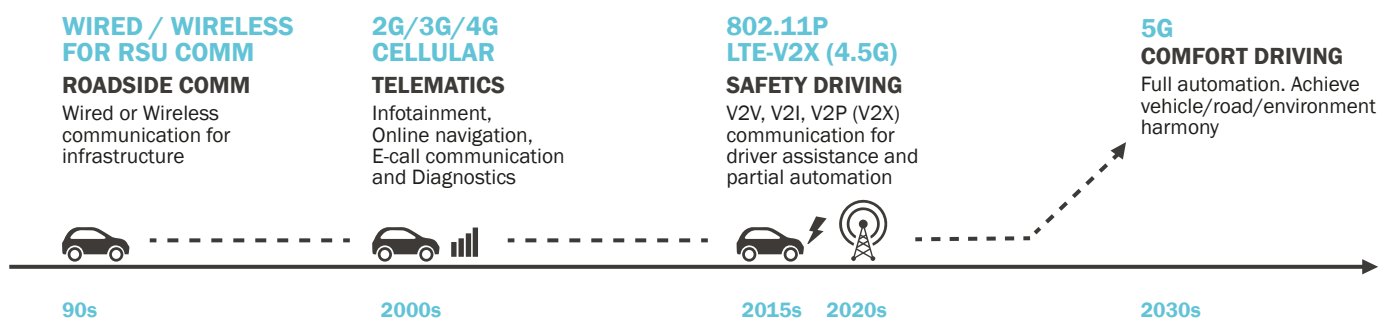 WIRED / WIRELESS
FOR RSU COMM
ROADSIDE COMM
Wired or Wireless
communication for
infrastructure
2G/3G/4G
CELLULAR
TELEMATICS
Infotainment,
Online navigation,
E-call communication
and Diagnostics
802.11P
LTE-V2X (4.5G)
SAFETY DRIVING
V2V, V2I, V2P (V2X)
communication for
driver assistance and
partial automation
5G
COMFORT DRIVING
Full automation. Achieve
vehicle/road/environment
harmony
90s
2000s
2015s
2020s
2030s